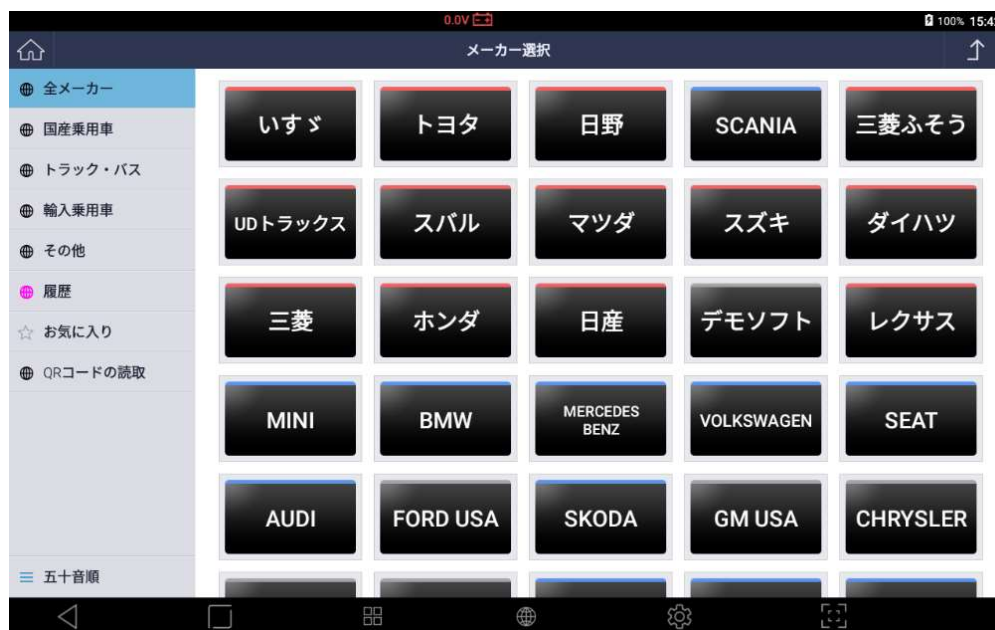 0.0V
100% 15:4
メーカー選択
全メーカー
国産乗用車
トラック・バス
輸入乗用車
その他
履歴
お気に入り
QRコードの読取
五十音順
いすゞ トヨタ 日野 SCANIA 三菱ふそう
UDトラックス スバル マツダ スズキ ダイハツ
三菱 ホンダ 日産 デモソフト レクサス
MINI BMW MERCEDES BENZ VOLKSWAGEN SEAT
AUDI FORD USA SKODA GM USA CHRYSLER